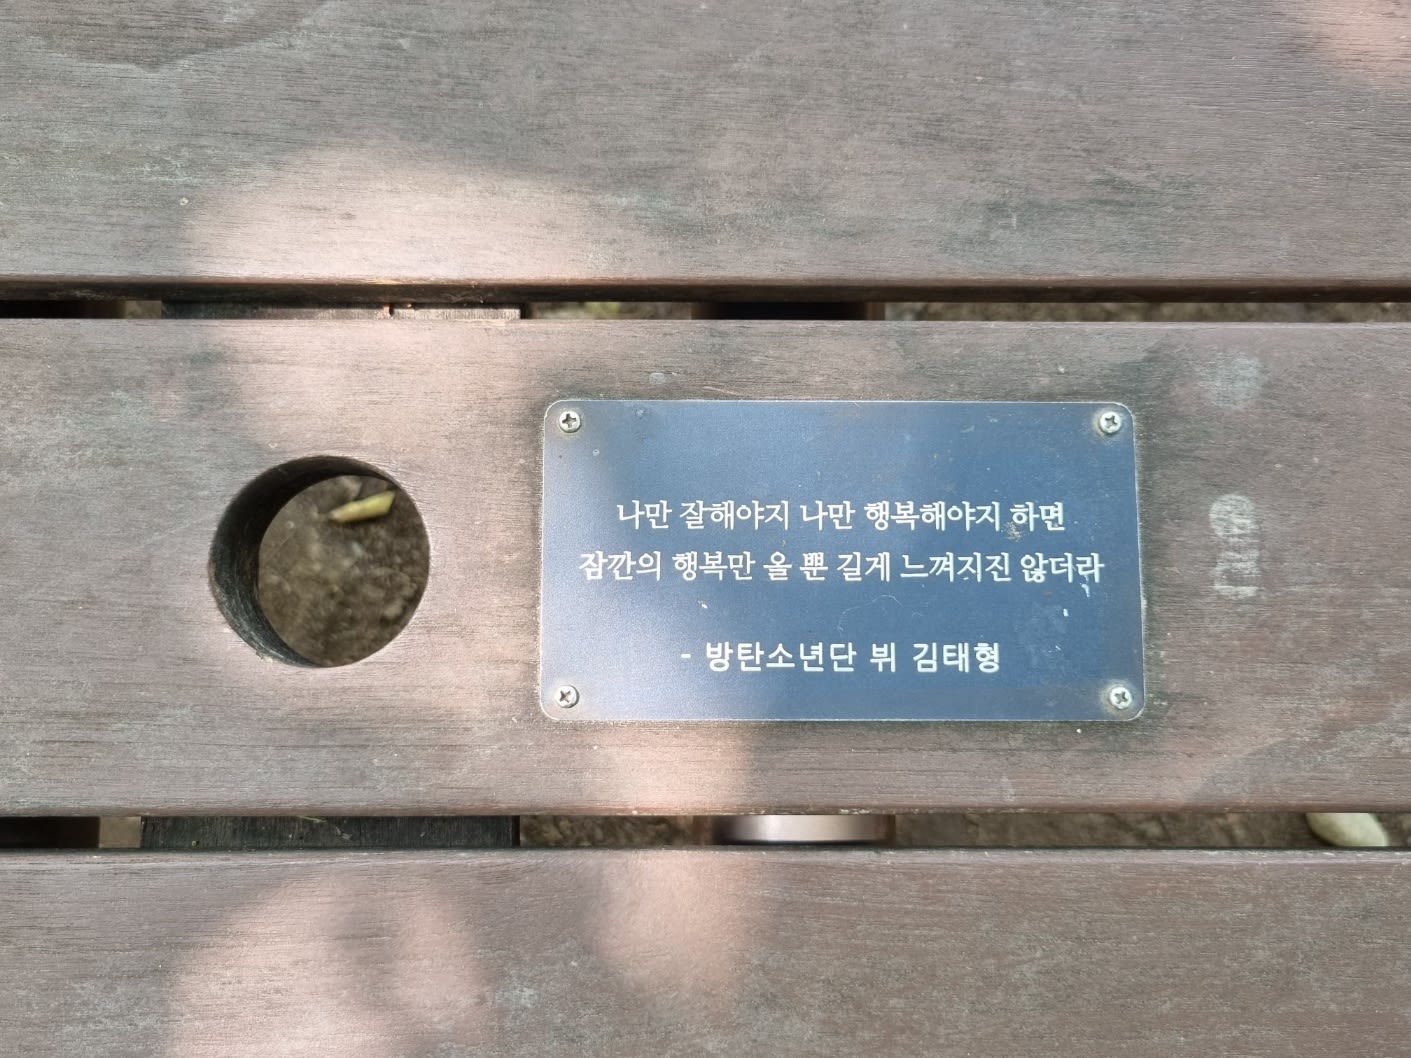 나만 잘해야지 나만 행복해야지 하면
잠깐의 행복만 올 뿐 길게 느껴지진 않더라
- 방탄소년단 뷔 김태형